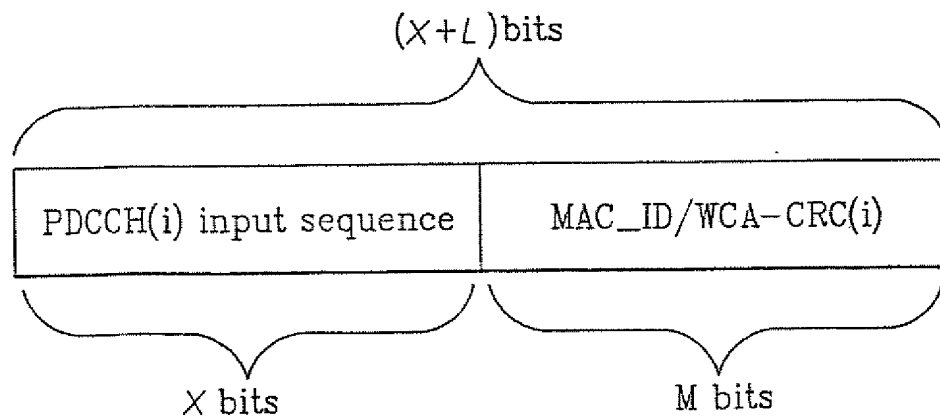 (X+L)bits
PDCCH(i) input sequence MAC_ID/WCA-CRC(i)
X bits M bits